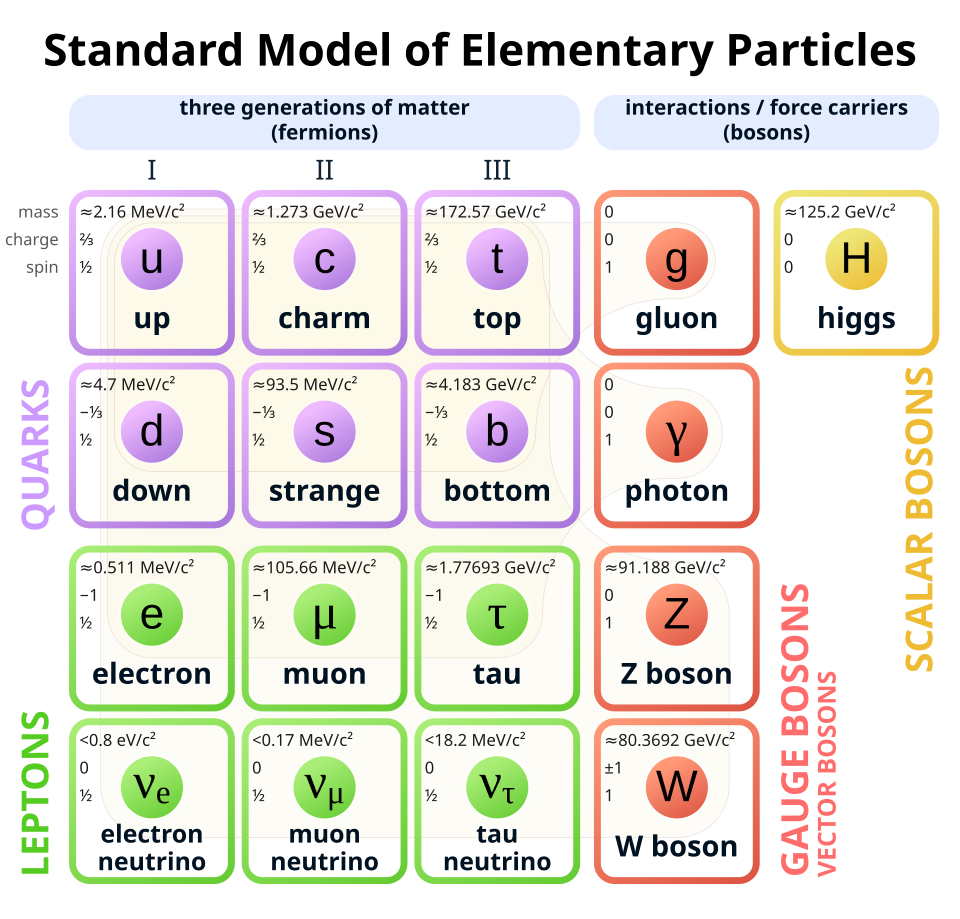 Standard Model of Elementary Particles
three generations of matter
(fermions)
interactions / force carriers
(bosons)
I
II
III
mass
charge
spin
≈2.16 MeV/c²
⅔
½
u
up
≈1.273 GeV/c²
⅔
½
c
charm
≈172.57 GeV/c²
⅔
½
t
top
0
0
1
g
gluon
≈125.2 GeV/c²
0
0
H
higgs
QUARKS
≈4.7 MeV/c²
−⅓
½
d
down
≈93.5 MeV/c²
−⅓
½
s
strange
≈4.183 GeV/c²
−⅓
½
b
bottom
0
0
1
γ
photon
SCALAR BOSONS
≈0.511 MeV/c²
−1
½
e
electron
≈105.66 MeV/c²
−1
½
μ
muon
≈1.77693 GeV/c²
−1
½
τ
tau
≈91.188 GeV/c²
0
1
Z
Z boson
GAUGE BOSONS
VECTOR BOSONS
LEPTONS
<0.8 eV/c²
0
½
νe
electron
neutrino
<0.17 MeV/c²
0
½
νμ
muon
neutrino
<18.2 MeV/c²
0
½
ντ
tau
neutrino
≈80.3692 GeV/c²
±1
1
W
W boson